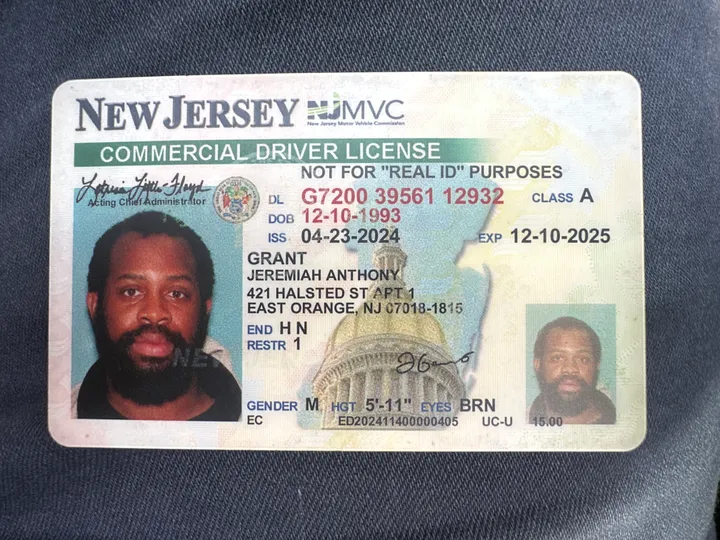 NEW JERSEY NJMVC
New Jersey Motor Vehicle Commission
COMMERCIAL DRIVER LICENSE
NOT FOR "REAL ID" PURPOSES
Acting Chief Administrator
DL G7200 39561 12932 CLASS A
DOB 12-10-1993
ISS 04-23-2024 EXP 12-10-2025
GRANT
JEREMIAH ANTHONY
421 HALSTED ST APT 1
EAST ORANGE, NJ 07018-1815
END H N
RESTR 1
GENDER M HGT 5'-11" EYES BRN
EC ED202411400000405 UC-U 15.00